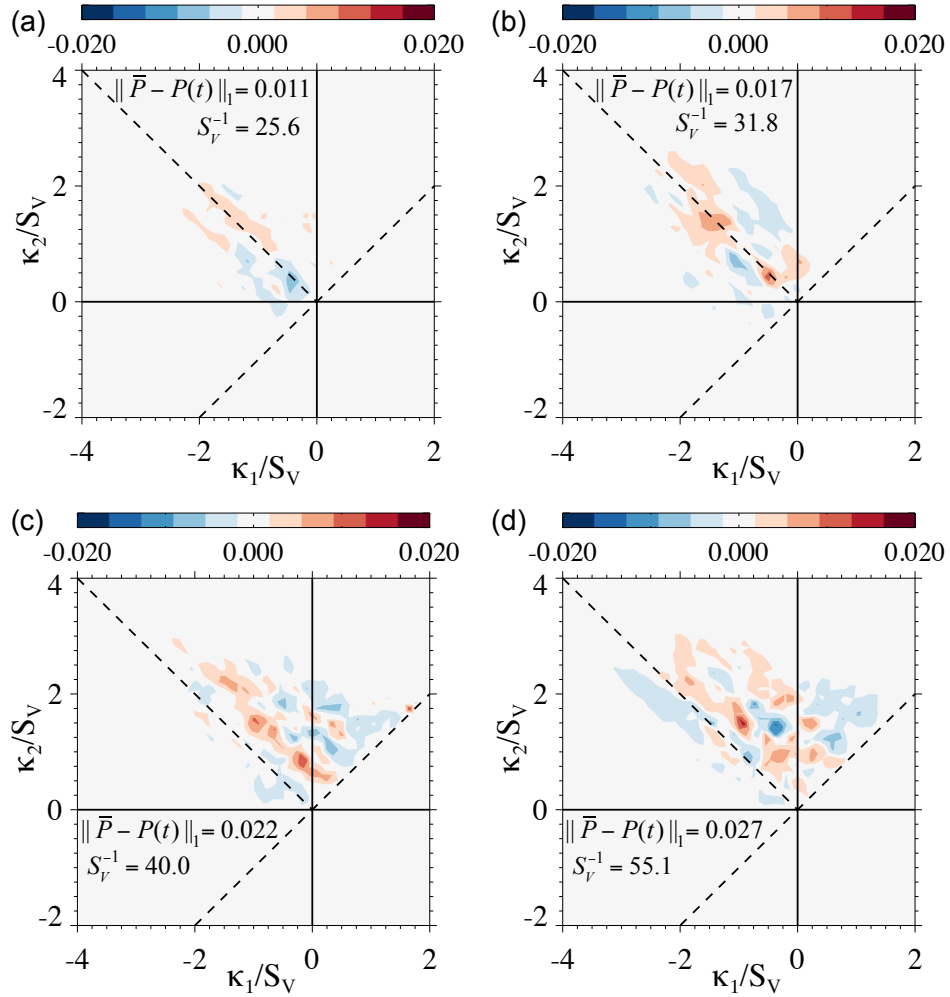 (a)
-0.020 0.000 0.020
|| P̄ − P(t) ||₁ = 0.011
S_V⁻¹ = 25.6
4
2
0
-2
κ₂/S_V
-4 -2 0 2
κ₁/S_V
(b)
-0.020 0.000 0.020
|| P̄ − P(t) ||₁ = 0.017
S_V⁻¹ = 31.8
4
2
0
-2
κ₂/S_V
-4 -2 0 2
κ₁/S_V
(c)
-0.020 0.000 0.020
4
2
0
-2
κ₂/S_V
|| P̄ − P(t) ||₁ = 0.022
S_V⁻¹ = 40.0
-4 -2 0 2
κ₁/S_V
(d)
-0.020 0.000 0.020
4
2
0
-2
κ₂/S_V
|| P̄ − P(t) ||₁ = 0.027
S_V⁻¹ = 55.1
-4 -2 0 2
κ₁/S_V